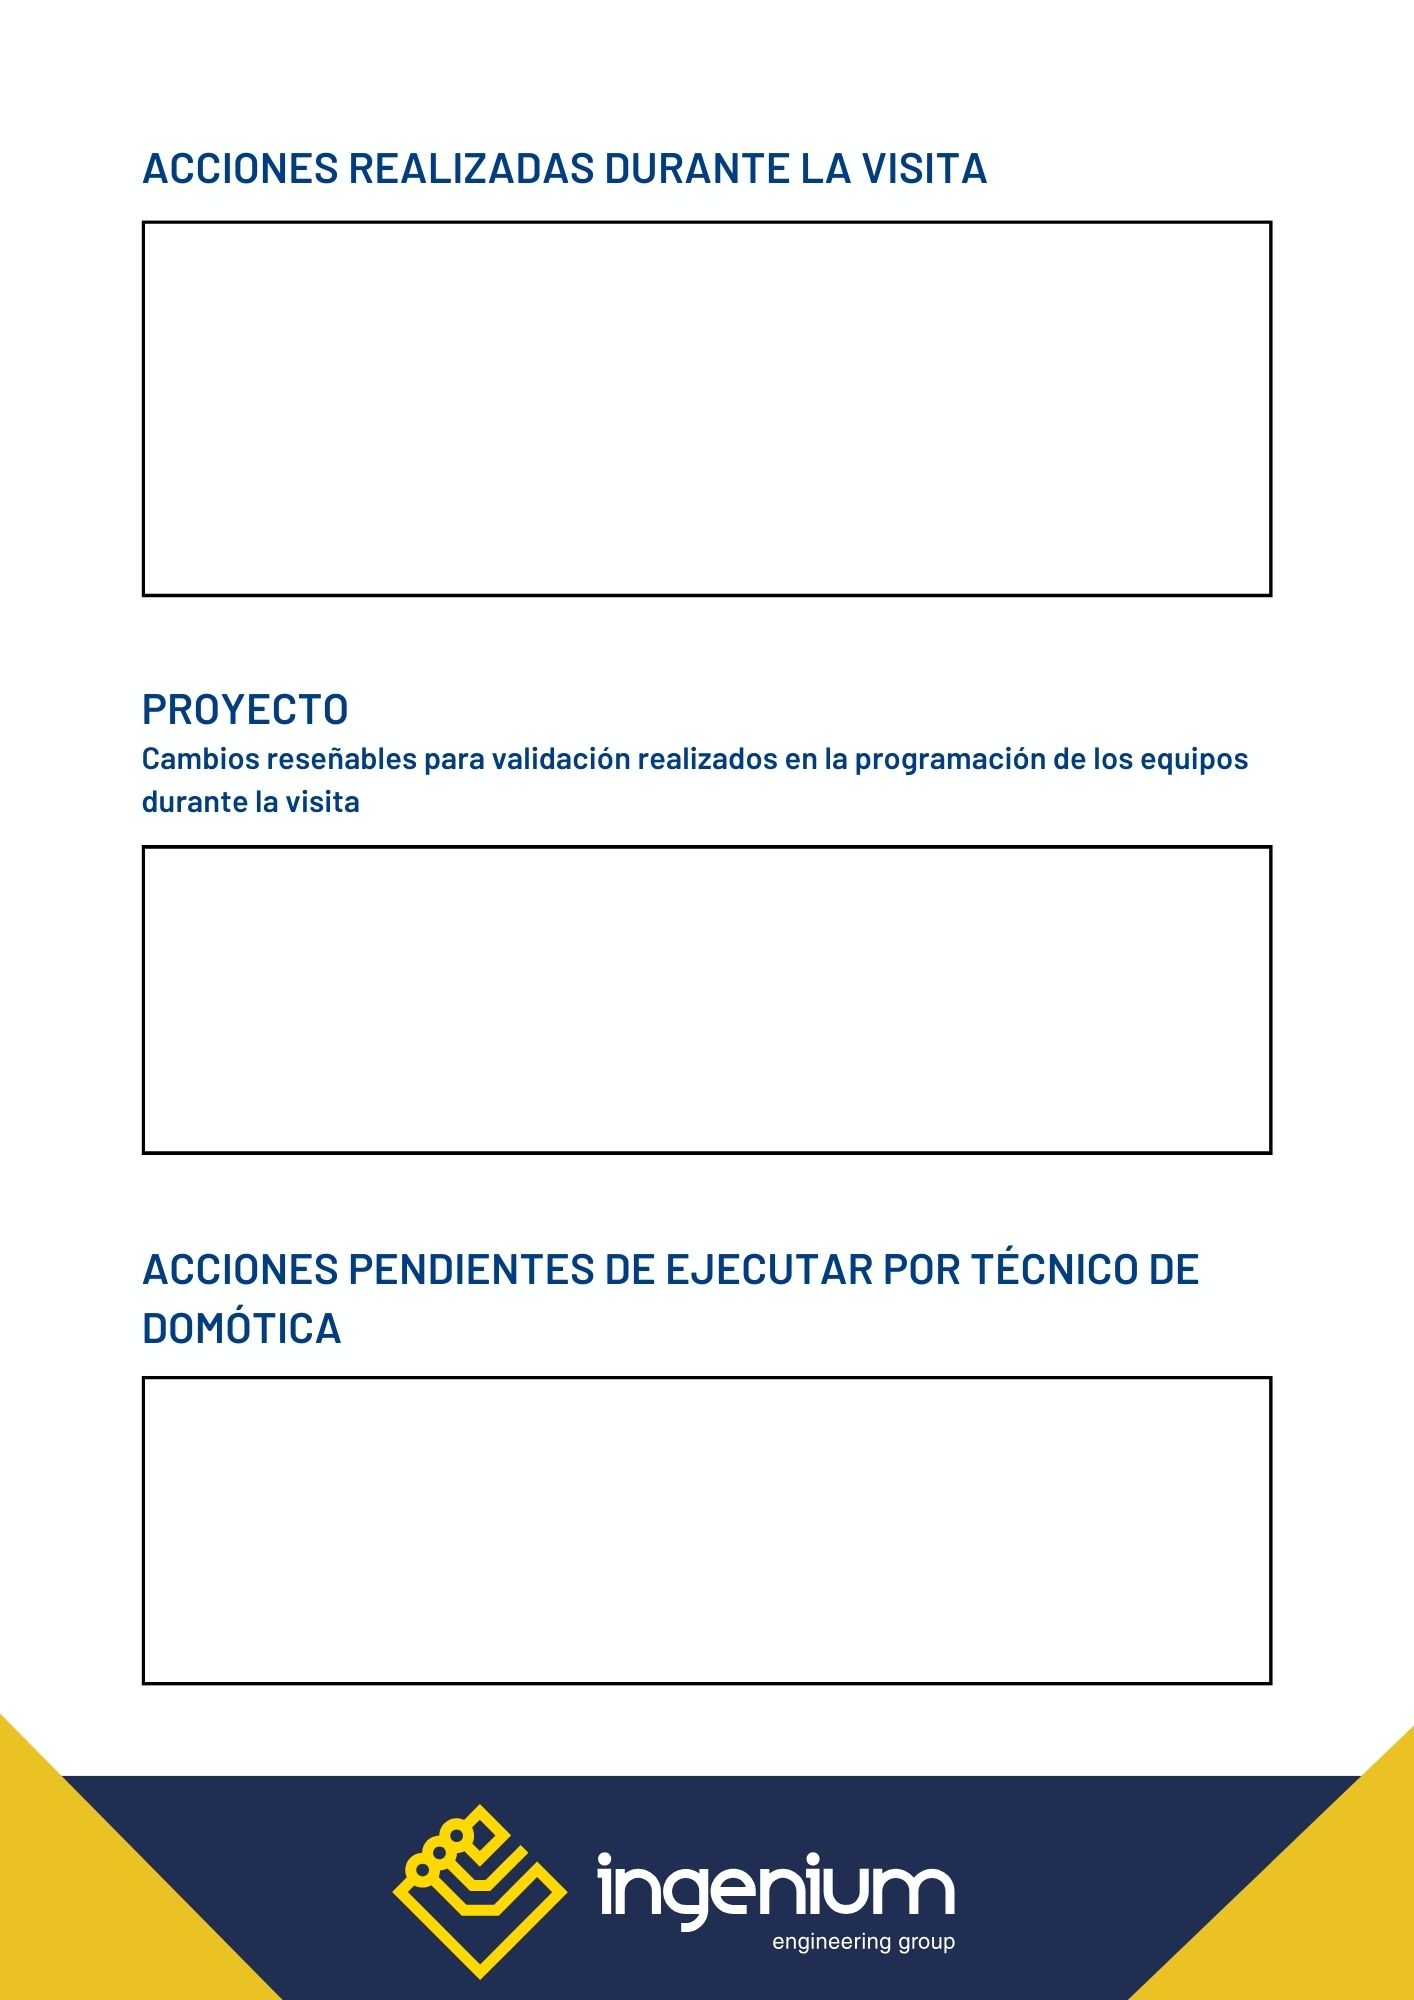 ACCIONES REALIZADAS DURANTE LA VISITA
PROYECTO
Cambios reseñables para validación realizados en la programación de los equipos
durante la visita
ACCIONES PENDIENTES DE EJECUTAR POR TÉCNICO DE
DOMÓTICA
ingenium
engineering group